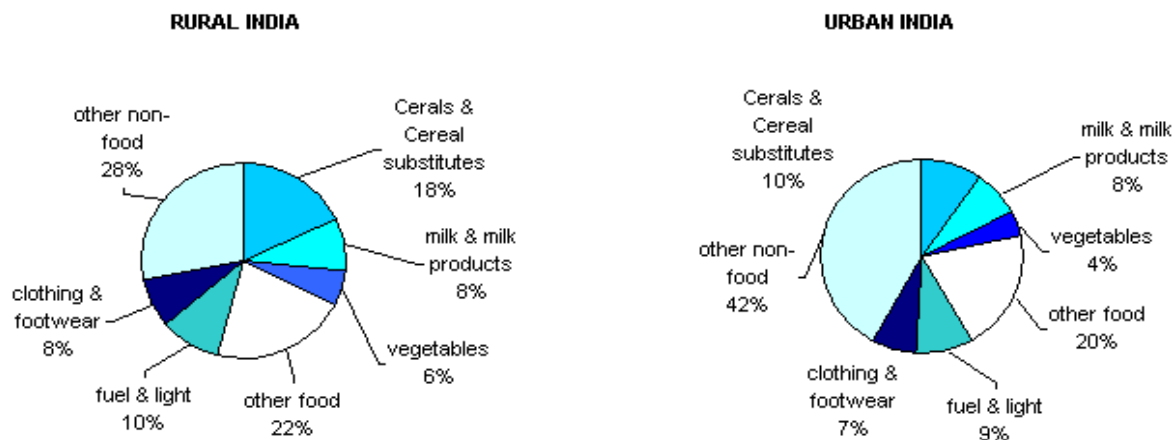 RURAL INDIA
other non-
food
28%
Cerals &
Cereal
substitutes
18%
milk & milk
products
8%
vegetables
6%
other food
22%
fuel & light
10%
clothing &
footwear
8%
URBAN INDIA
Cerals &
Cereal
substitutes
10%
milk & milk
products
8%
vegetables
4%
other food
20%
fuel & light
9%
clothing &
footwear
7%
other non-
food
42%